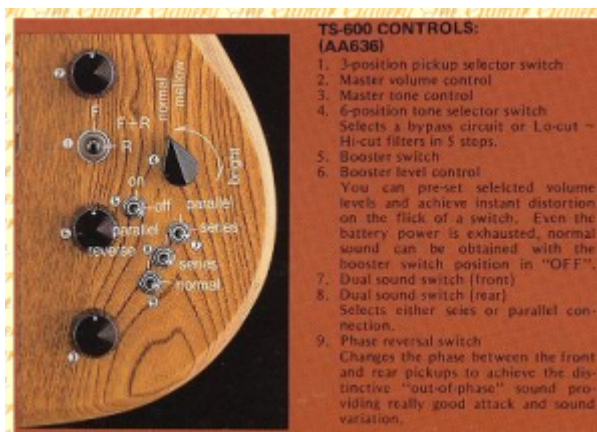 normal
mellow
bright
F
F+R
R
on
off
parallel
series
parallel
reverse
series
normal
TS-600 CONTROLS:
(AA636)
1. 3-position pickup selector switch
2. Master volume control
3. Master tone control
4. 6-position tone selector switch
Selects a bypass circuit or Lo-cut ~
Hi-cut filters in 5 steps.
5. Booster switch
6. Booster level control
You can pre-set selelcted volume
levels and achieve instant distortion
on the flick of a switch. Even the
battery power is exhausted, normal
sound can be obtained with the
booster switch position in "OFF".
7. Dual sound switch (front)
8. Dual sound switch (rear)
Selects either seies or parallel con-
nection.
9. Phase reversal switch
Changes the phase between the front
and rear pickups to achieve the dis-
tinctive "out-of-phase" sound pro-
viding really good attack and sound
variation.